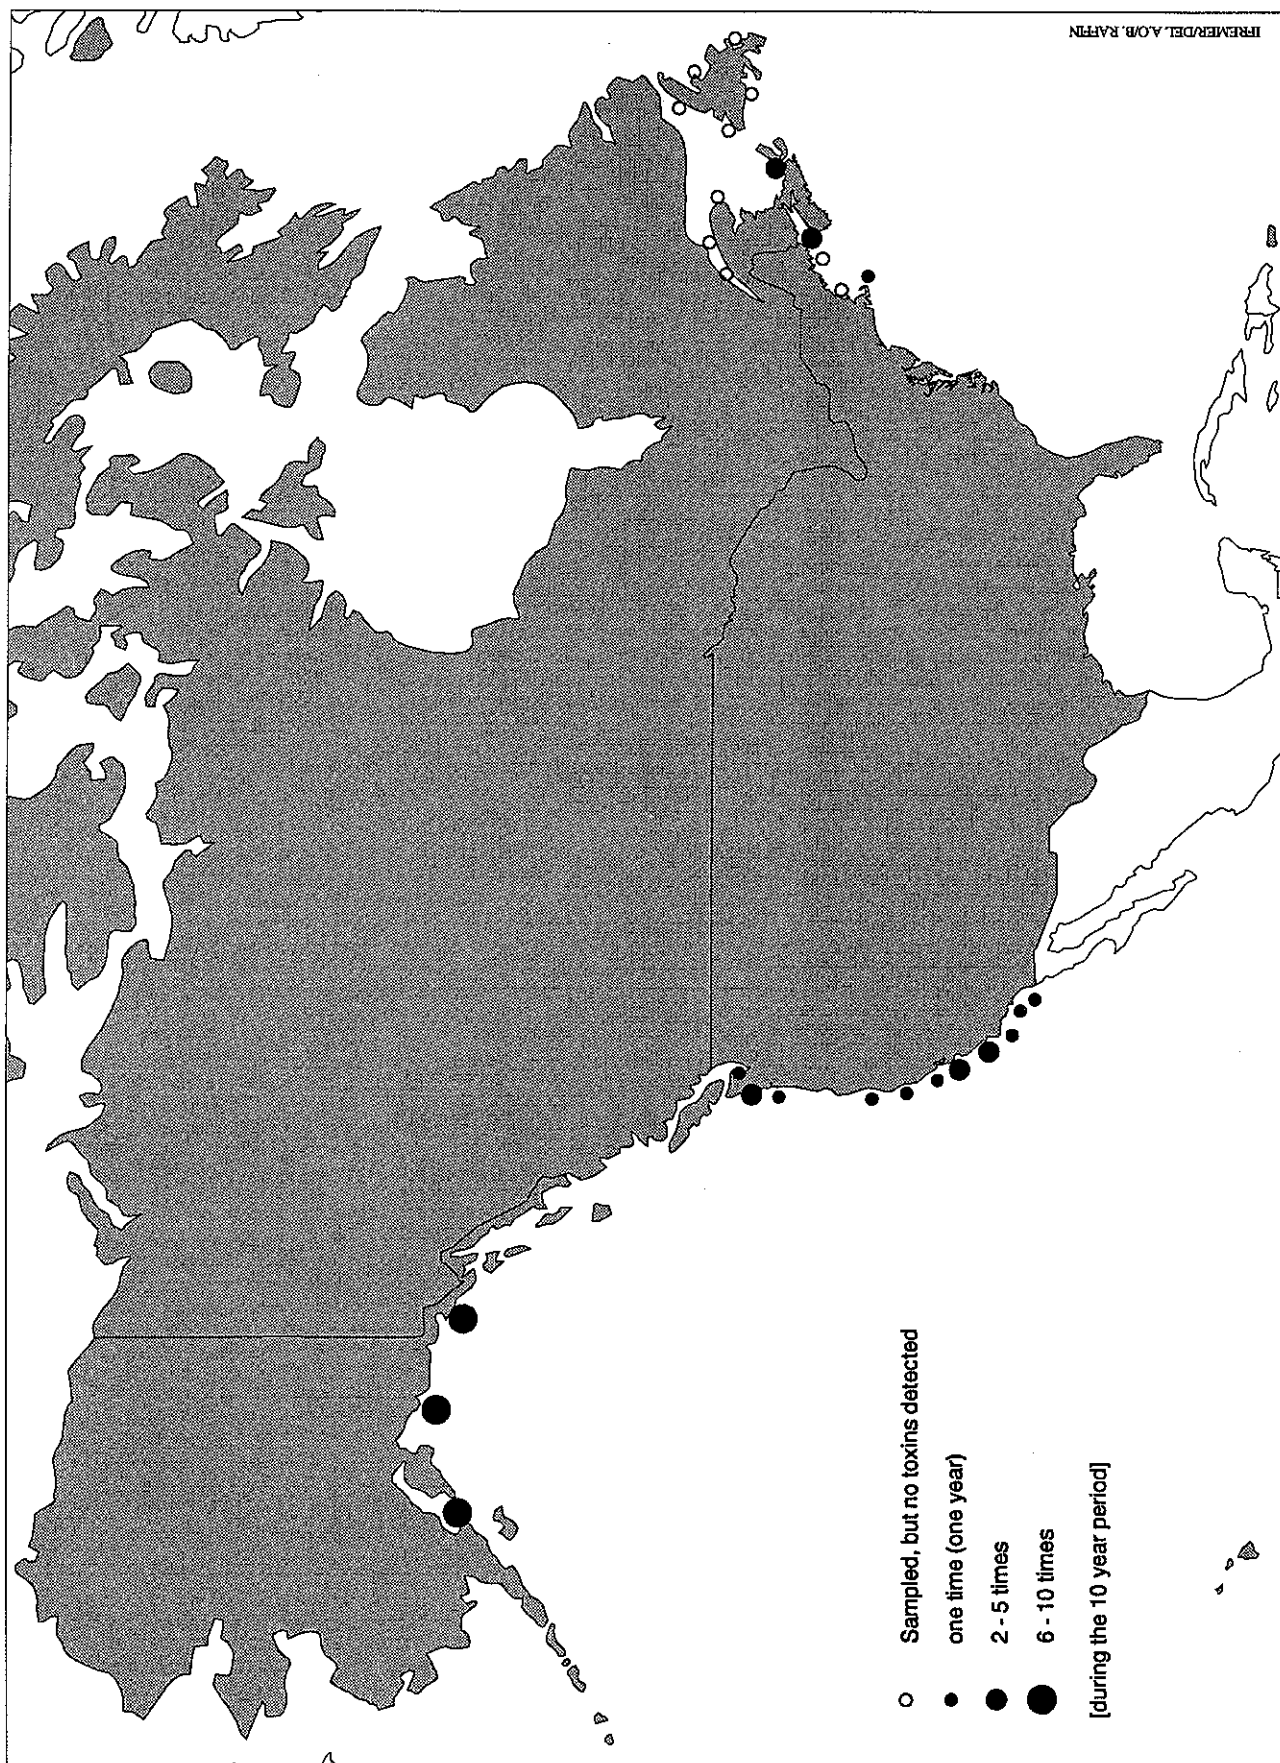 IFREMER/DEL A.O/B. RAFFIN
Sampled, but no toxins detected
one time (one year)
2 - 5 times
6 - 10 times
[during the 10 year period]